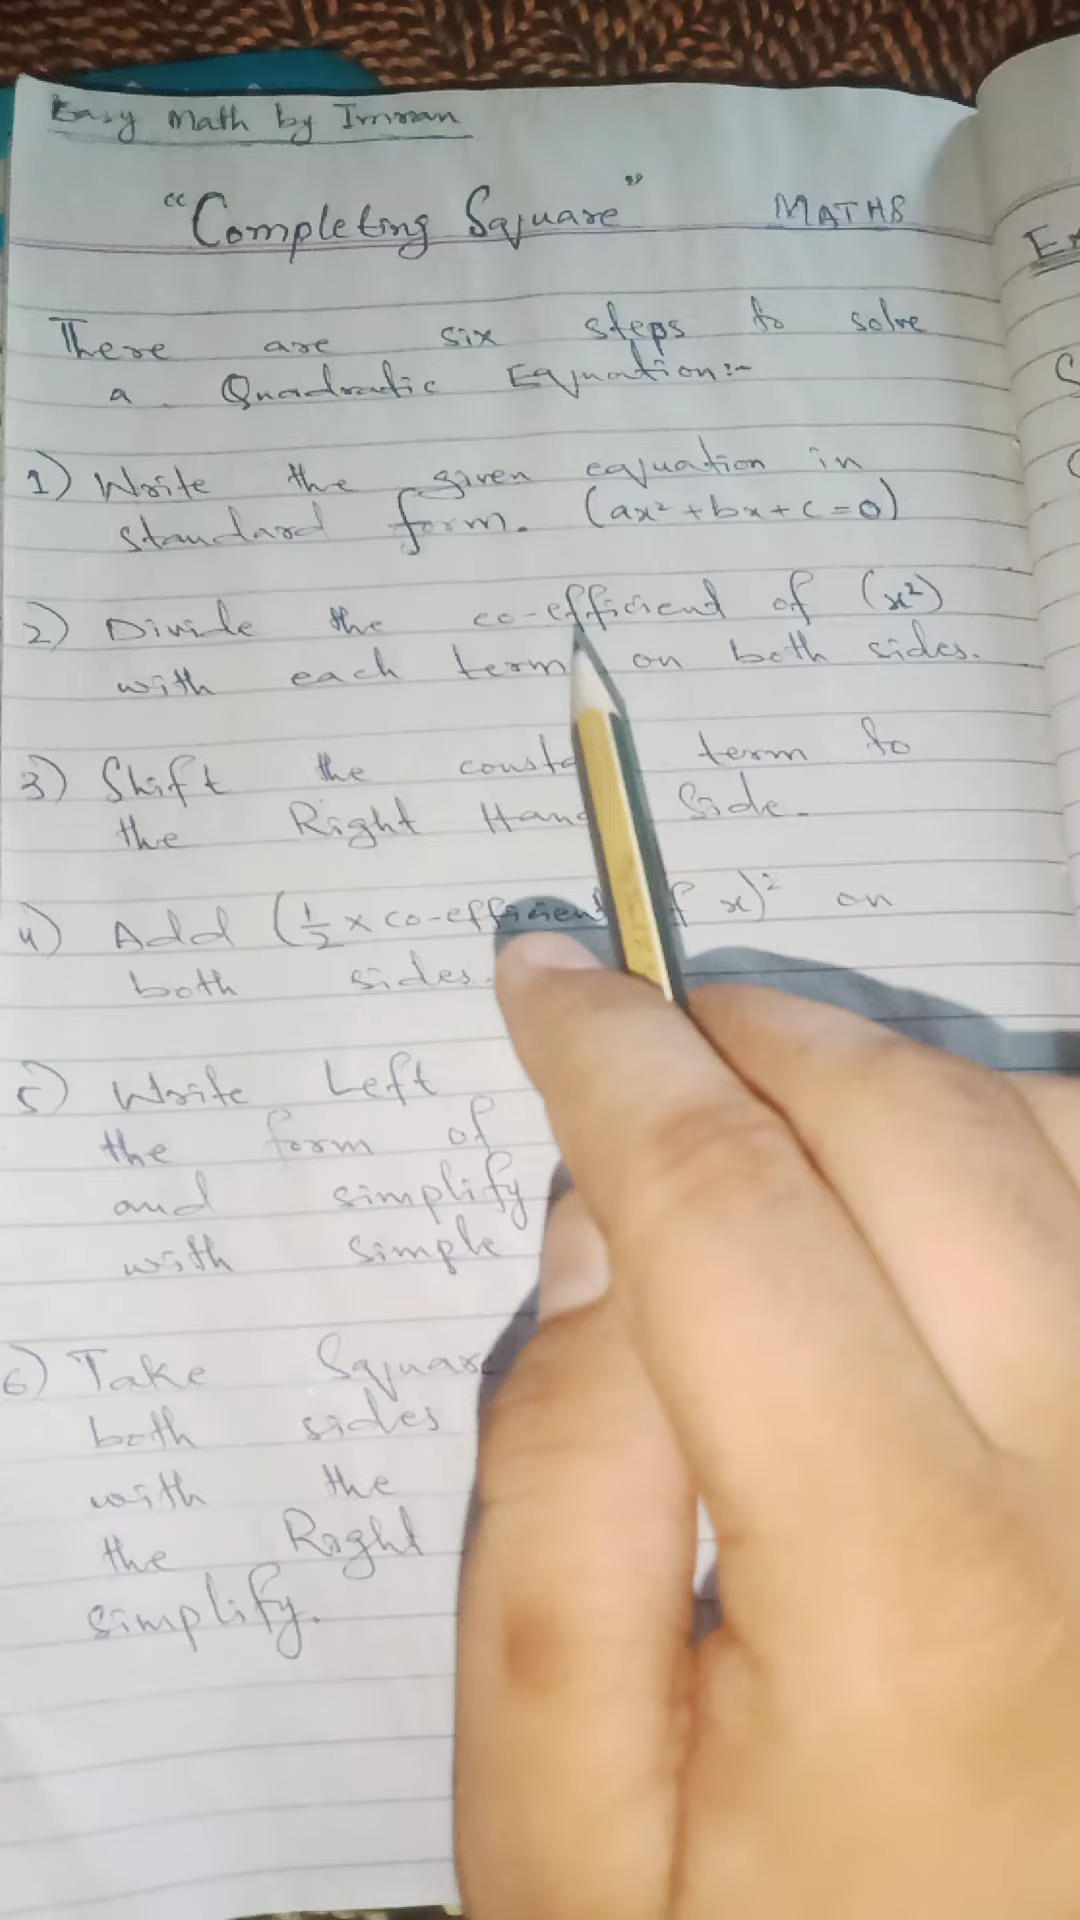 Easy Math by Imran
"Completing Square" MATHS
There are six steps to solve
a Quadratic Equation:-
1) Write the given equation in
standard form. (ax² + bx + c = 0)
2) Divide the co-efficient of (x²)
with each term on both sides.
3) Shift the term to
the Right Side.
4) Add (½ × co-efficient x)² on
both sides.
5) Write Left
the form of
and simplify
with simple
6) Take Square
both sides
with the
the Right
simplify.